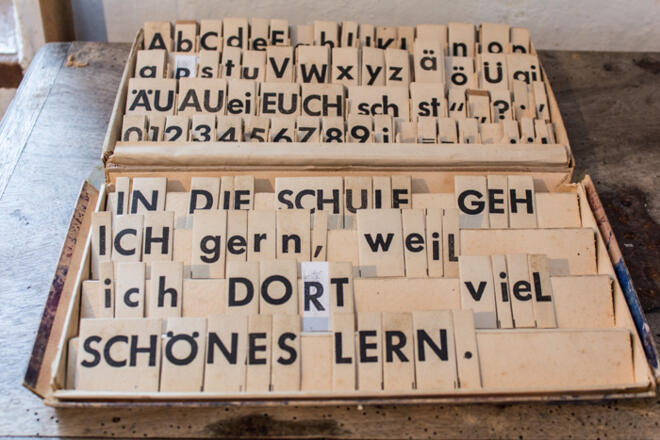 A b C d e E
s t u V W x y z ä ö Ü
ÄU AU ei EU CH sch st „ “ ?
0 1 2 3 4 5 6 7 8 9
IN DIE SCHULE GEH
ICH gern, weiL
ich DORT vieL
SCHÖNES LERN.